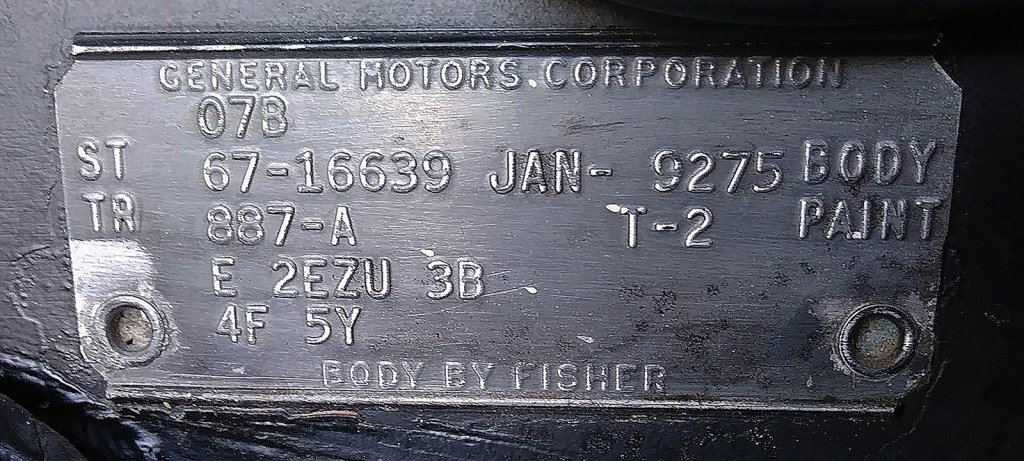 GENERAL MOTORS CORPORATION
07B
ST 67-16639 JAN- 9275 BODY
TR 887-A T-2 PAINT
E 2EZU 3B
4F 5Y
BODY BY FISHER